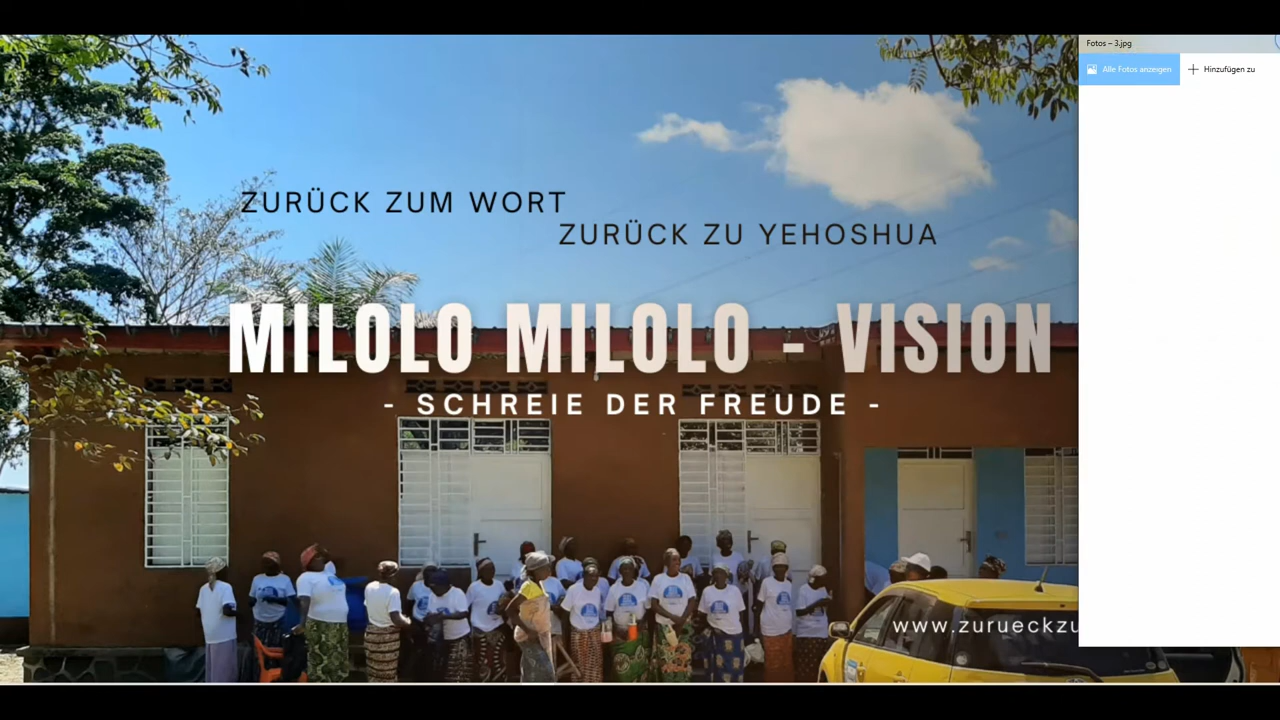 Fotos – 3.jpg
Alle Fotos anzeigen
Hinzufügen zu
ZURÜCK ZUM WORT
ZURÜCK ZU YEHOSHUA
MILOLO MILOLO - VISION
- SCHREIE DER FREUDE -
www.zurueckzu